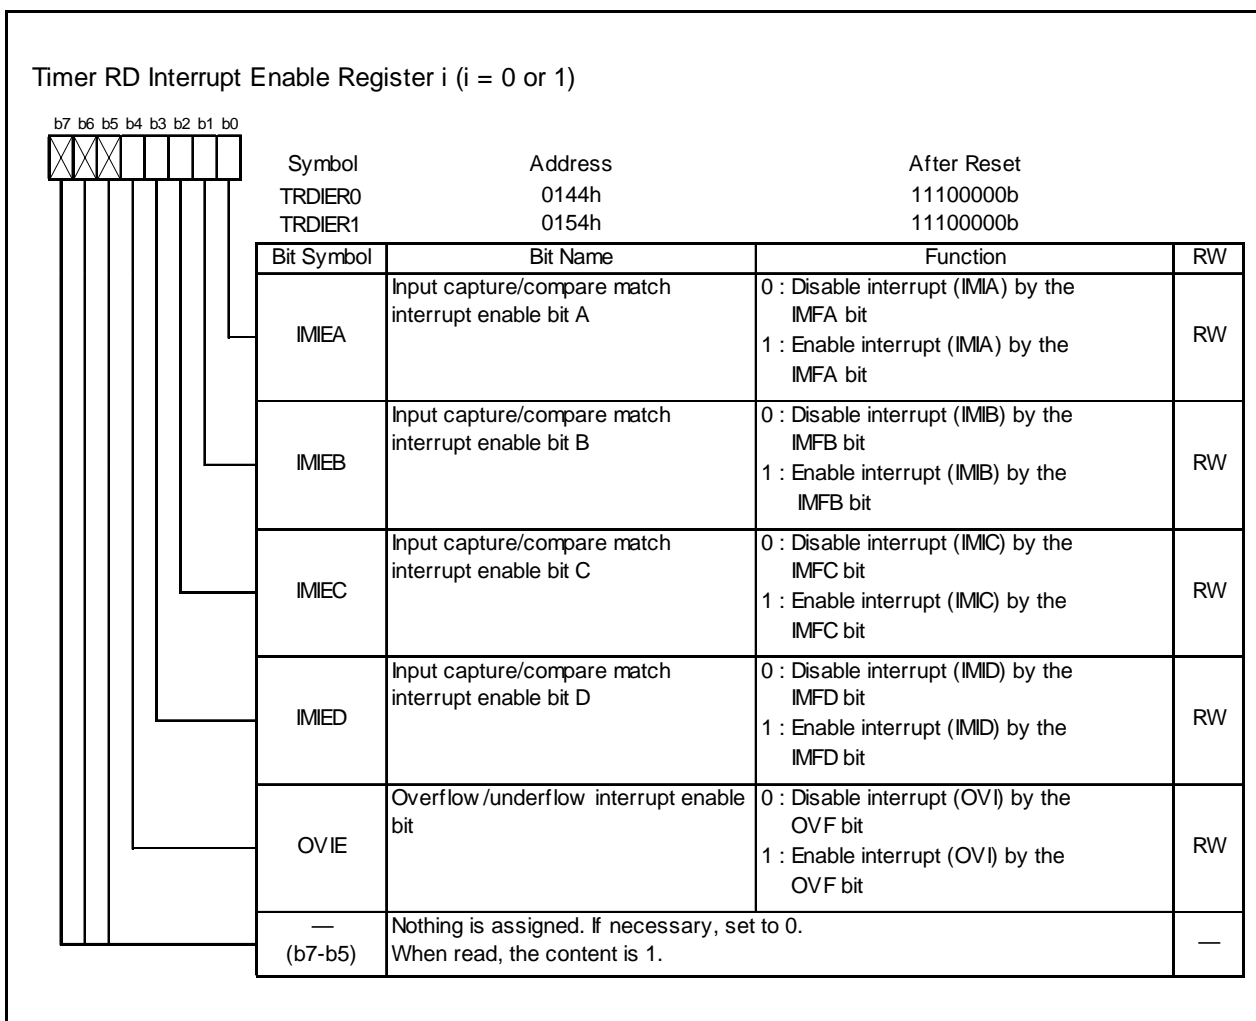 Timer RD Interrupt Enable Register i (i = 0 or 1)
b7 b6 b5 b4 b3 b2 b1 b0
Symbol Address After Reset
TRDIER0 0144h 11100000b
TRDIER1 0154h 11100000b
Bit Symbol Bit Name Function RW
IMIEA
Input capture/compare match
interrupt enable bit A
0 : Disable interrupt (IMIA) by the
IMFA bit
1 : Enable interrupt (IMIA) by the
IMFA bit
RW
IMIEB
Input capture/compare match
interrupt enable bit B
0 : Disable interrupt (IMIB) by the
IMFB bit
1 : Enable interrupt (IMIB) by the
IMFB bit
RW
IMIEC
Input capture/compare match
interrupt enable bit C
0 : Disable interrupt (IMIC) by the
IMFC bit
1 : Enable interrupt (IMIC) by the
IMFC bit
RW
IMIED
Input capture/compare match
interrupt enable bit D
0 : Disable interrupt (IMID) by the
IMFD bit
1 : Enable interrupt (IMID) by the
IMFD bit
RW
OVIE
Overflow/underflow interrupt enable
bit
0 : Disable interrupt (OVI) by the
OVF bit
1 : Enable interrupt (OVI) by the
OVF bit
RW
—
(b7-b5)
Nothing is assigned. If necessary, set to 0.
When read, the content is 1.
—